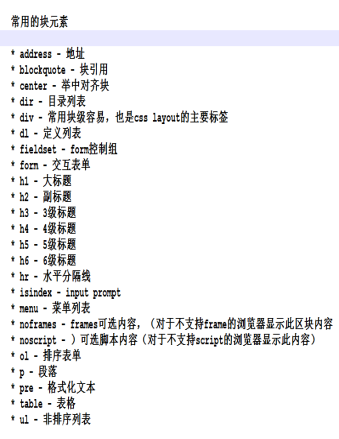 常用的块元素
* address - 地址
* blockquote - 块引用
* center - 举中对齐块
* dir - 目录列表
* div - 常用块级容易，也是css layout的主要标签
* dl - 定义列表
* fieldset - form控制组
* form - 交互表单
* h1 - 大标题
* h2 - 副标题
* h3 - 3级标题
* h4 - 4级标题
* h5 - 5级标题
* h6 - 6级标题
* hr - 水平分隔线
* isindex - input prompt
* menu - 菜单列表
* noframes - frames可选内容，（对于不支持frame的浏览器显示此区块内容
* noscript - ）可选脚本内容（对于不支持script的浏览器显示此内容）
* ol - 排序表单
* p - 段落
* pre - 格式化文本
* table - 表格
* ul - 非排序列表